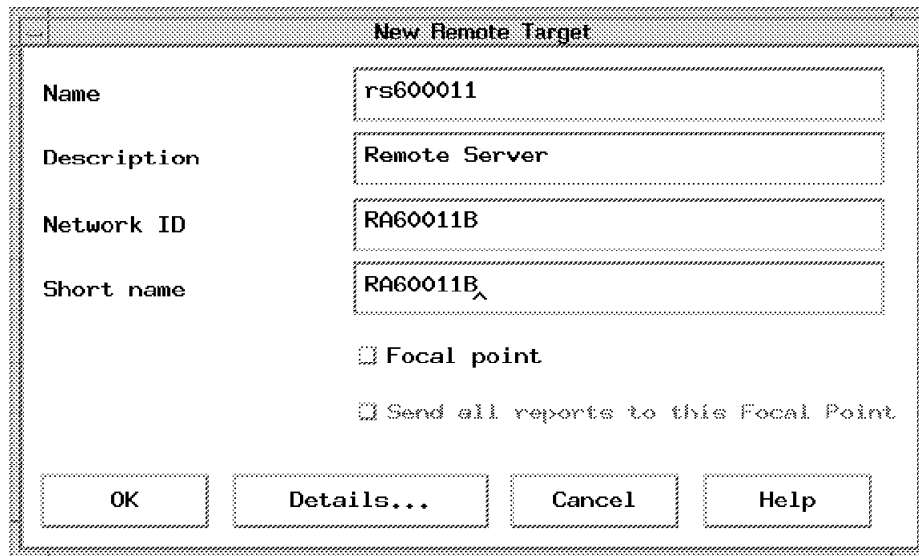 New Remote Target
Name rs600011
Description Remote Server
Network ID RA60011B
Short name RA60011B
Focal point
Send all reports to this Focal Point
OK Details... Cancel Help